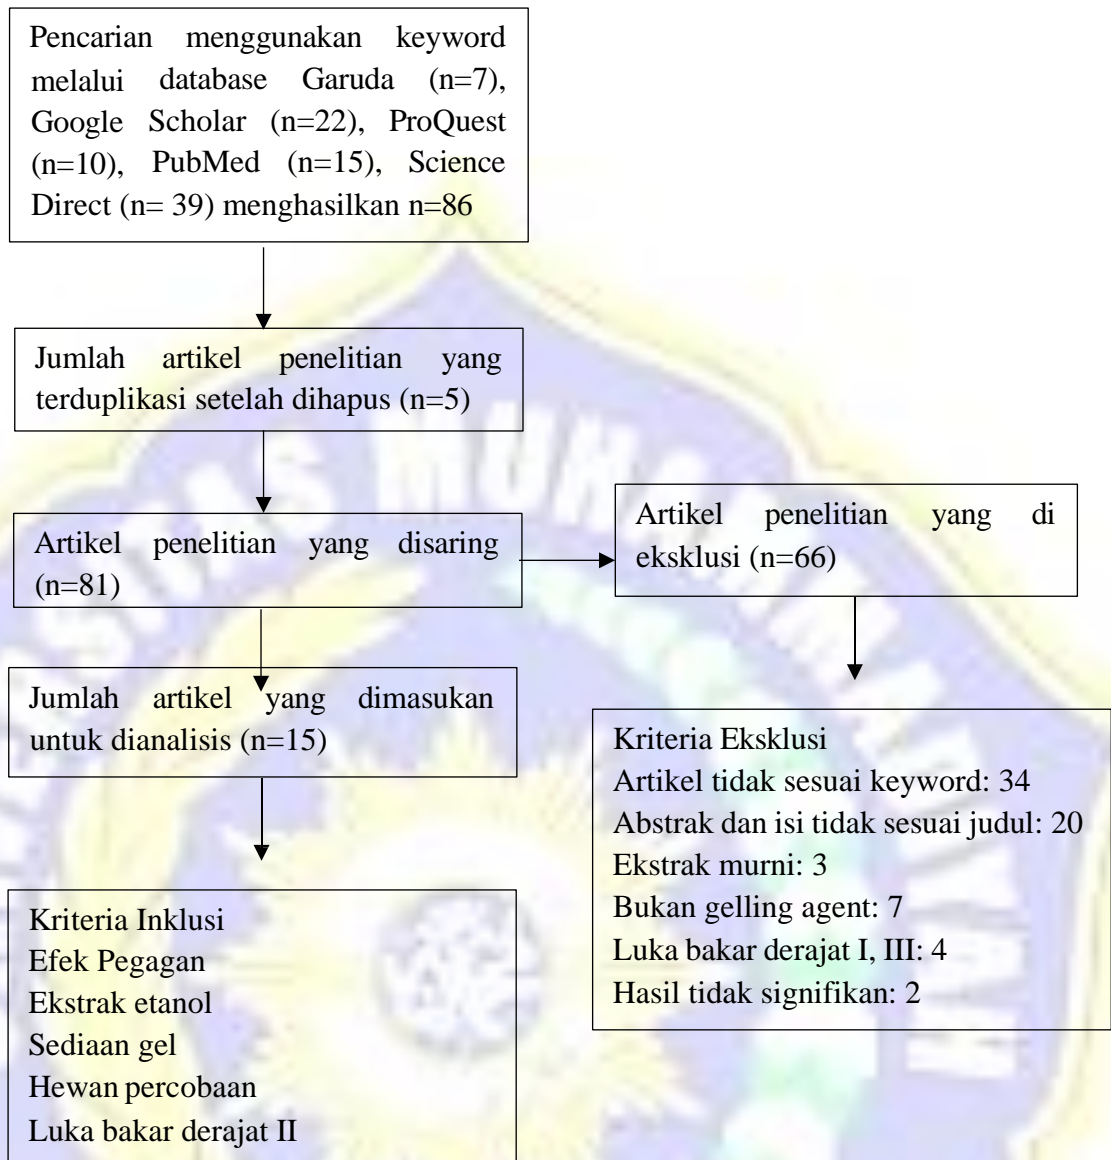 Pencarian menggunakan keyword
melalui database Garuda (n=7),
Google Scholar (n=22), ProQuest
(n=10), PubMed (n=15), Science
Direct (n= 39) menghasilkan n=86
Jumlah artikel penelitian yang
terduplikasi setelah dihapus (n=5)
Artikel penelitian yang disaring
(n=81)
Artikel penelitian yang di
eksklusi (n=66)
Jumlah artikel yang dimasukan
untuk dianalisis (n=15)
Kriteria Eksklusi
Artikel tidak sesuai keyword: 34
Abstrak dan isi tidak sesuai judul: 20
Ekstrak murni: 3
Bukan gelling agent: 7
Luka bakar derajat I, III: 4
Hasil tidak signifikan: 2
Kriteria Inklusi
Efek Pegagan
Ekstrak etanol
Sediaan gel
Hewan percobaan
Luka bakar derajat II